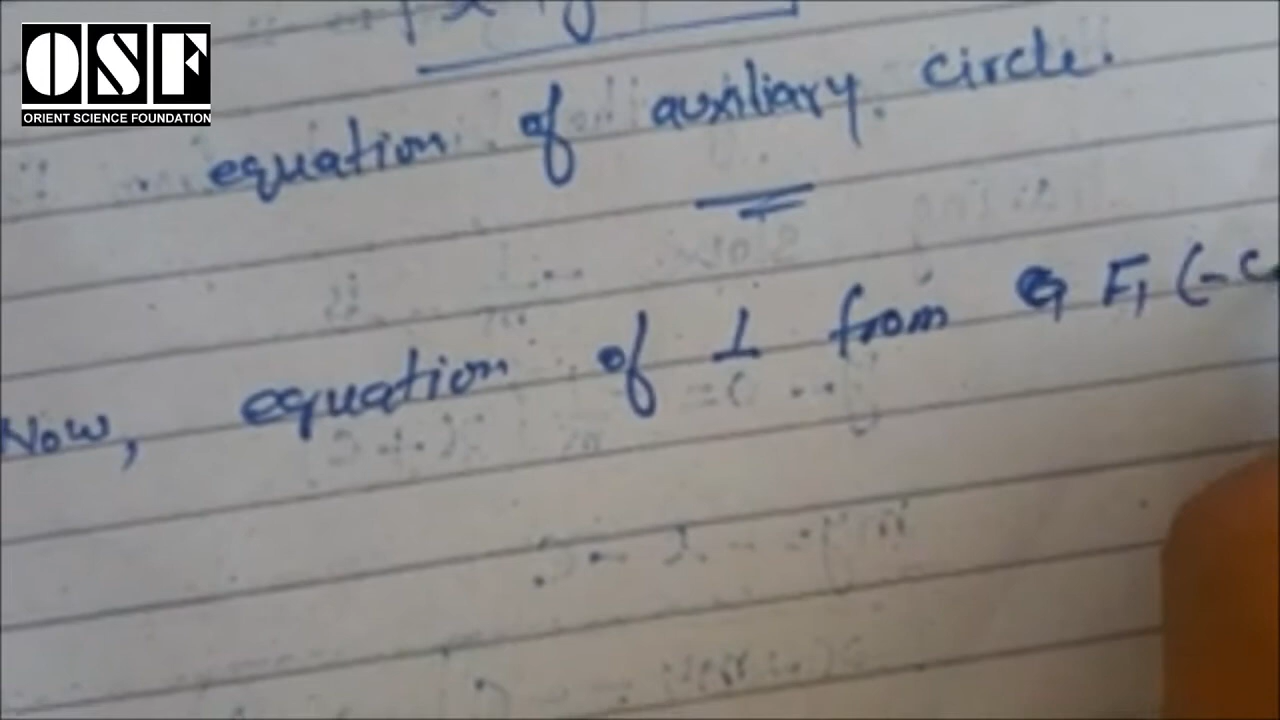 OSF
ORIENT SCIENCE FOUNDATION
equation of auxiliary circle.
Now, equation of ⊥ from F₁ (-c,